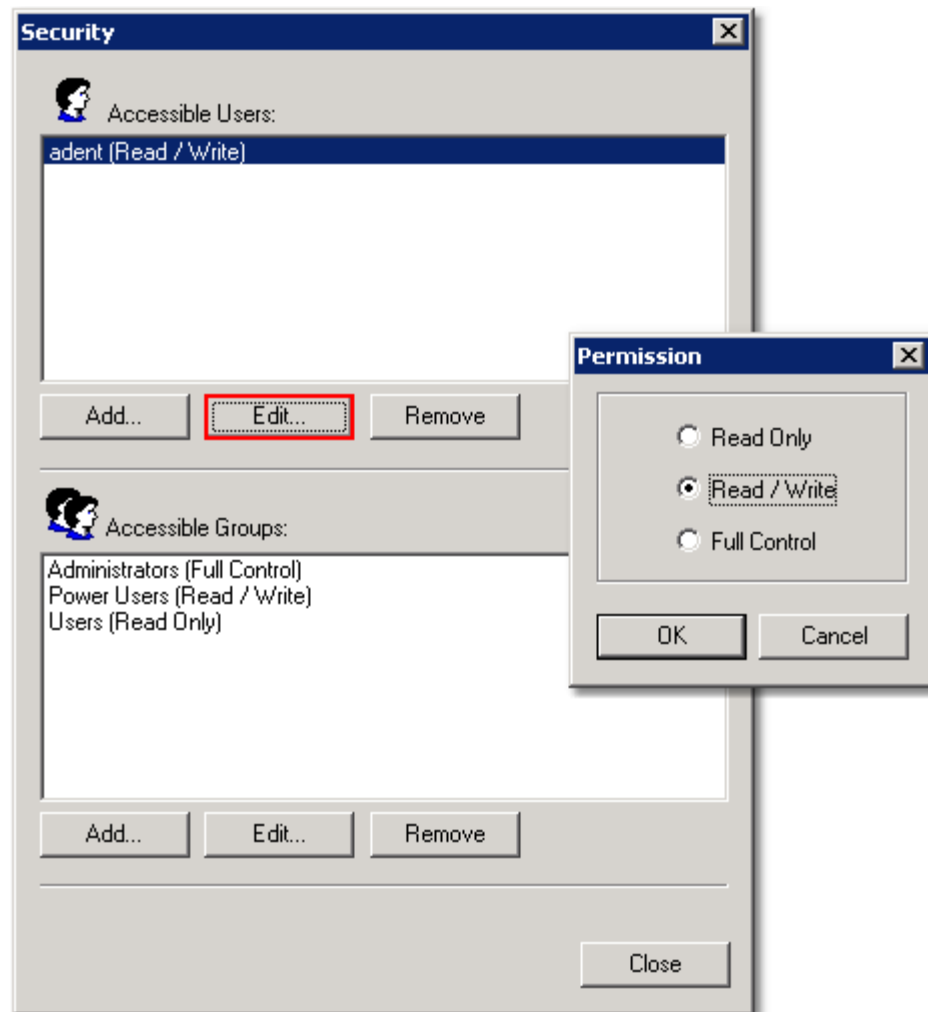 Security
Accessible Users:
adent (Read / Write)
Add...
Edit...
Remove
Accessible Groups:
Administrators (Full Control)
Power Users (Read / Write)
Users (Read Only)
Add...
Edit...
Remove
Close
Permission
Read Only
Read / Write
Full Control
OK
Cancel